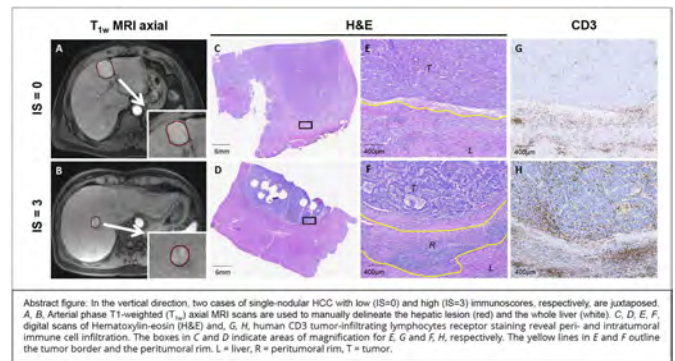 T1w MRI axial
H&E
CD3
IS = 0
A
C
E
T
L
G
6mm
400µm
400µm
IS = 3
B
D
F
T
R
L
H
6mm
400µm
400µm
Abstract figure: In the vertical direction, two cases of single-nodular HCC with low (IS=0) and high (IS=3) immunoscores, respectively, are juxtaposed.
A, B, Arterial phase T1-weighted (T1w) axial MRI scans are used to manually delineate the hepatic lesion (red) and the whole liver (white). C, D, E, F,
digital scans of Hematoxylin-eosin (H&E) and, G, H, human CD3 tumor-infiltrating lymphocytes receptor staining reveal peri- and intratumoral
immune cell infiltration. The boxes in C and D indicate areas of magnification for E, G and F, H, respectively. The yellow lines in E and F outline
the tumor border and the peritumoral rim. L = liver, R = peritumoral rim, T = tumor.